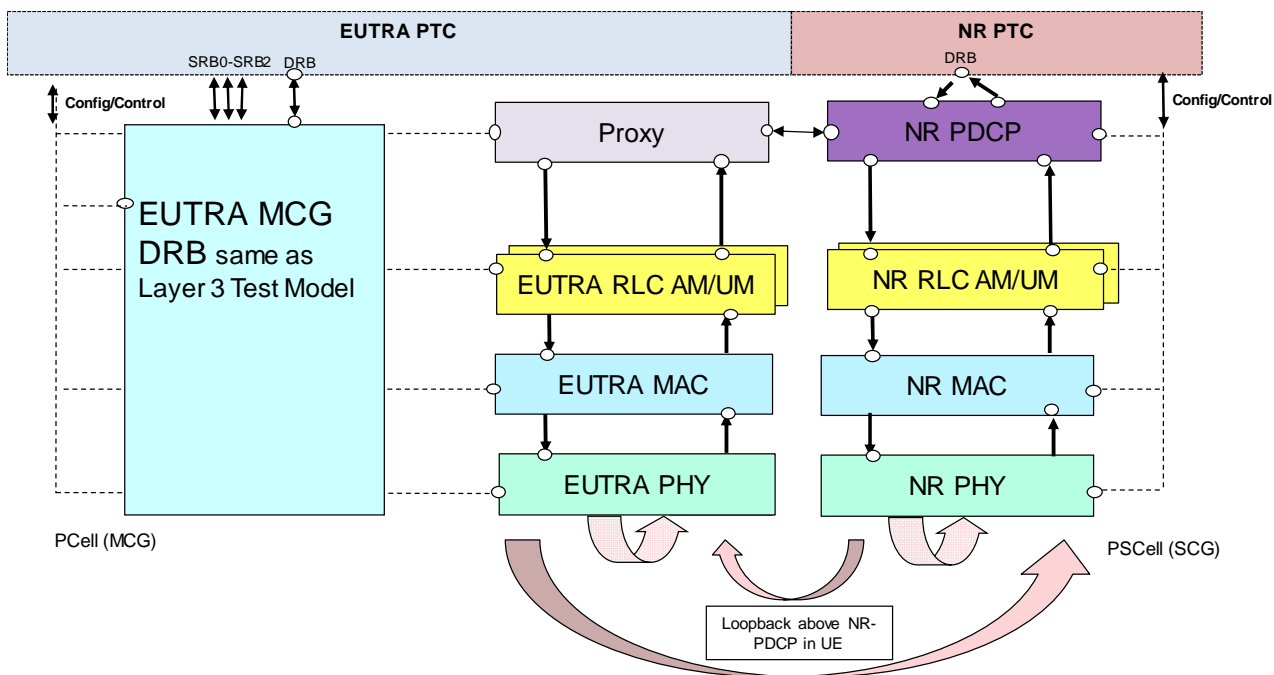 EUTRA PTC
NR PTC
SRB0-SRB2
DRB
DRB
Config/Control
Config/Control
Proxy
NR PDCP
EUTRA MCG
DRB same as
Layer 3 Test Model
EUTRA RLC AM/UM
NR RLC AM/UM
EUTRA MAC
NR MAC
EUTRA PHY
NR PHY
PCell (MCG)
PSCell (SCG)
Loopback above NR-
PDCP in UE